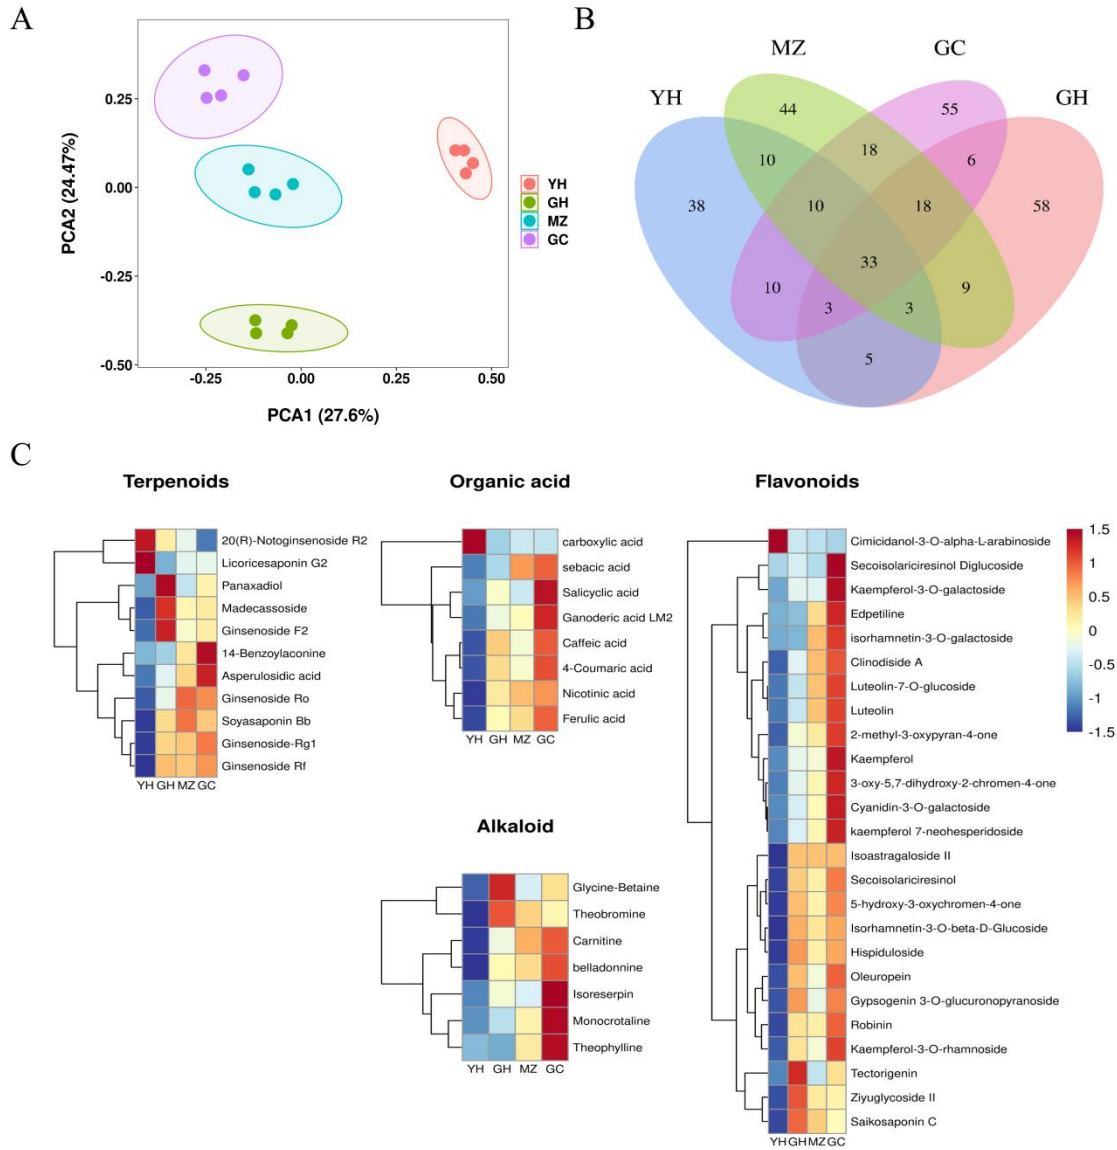 A
0.25
0.00
-0.25
-0.50
PCA2 (24.47%)
-0.25
0.00
0.25
0.50
PCA1 (27.6%)
YH
GH
MZ
GC
B
MZ
GC
YH
GH
44
55
10
18
6
38
10
18
58
33
10
9
3
3
5
C
Terpenoids
20(R)-Notoginsenoside R2
Licoricesaponin G2
Panaxadiol
Madecassoside
Ginsenoside F2
14-Benzoylaconine
Asperulosidic acid
Ginsenoside Ro
Soyasaponin Bb
Ginsenoside-Rg1
Ginsenoside Rf
YH GH MZ GC
Organic acid
carboxylic acid
sebacic acid
Salicylic acid
Ganoderic acid LM2
Caffeic acid
4-Coumaric acid
Nicotinic acid
Ferulic acid
YH GH MZ GC
Alkaloid
Glycine-Betaine
Theobromine
Carnitine
belladonnine
Isoreserpin
Monocrotaline
Theophylline
YH GH MZ GC
Flavonoids
Cimicidanol-3-O-alpha-L-arabinoside
Secoisolariciresinol Diglucoside
Kaempferol-3-O-galactoside
Edpetiline
isorhamnetin-3-O-galactoside
Clinodiside A
Luteolin-7-O-glucoside
Luteolin
2-methyl-3-oxypyran-4-one
Kaempferol
3-oxy-5,7-dihydroxy-2-chromen-4-one
Cyanidin-3-O-galactoside
kaempferol 7-neohesperidoside
Isoastragaloside II
Secoisolariciresinol
5-hydroxy-3-oxychromen-4-one
Isorhamnetin-3-O-beta-D-Glucoside
Hispiduloside
Oleuropein
Gypsogenin 3-O-glucuronopyranoside
Robinin
Kaempferol-3-O-rhamnoside
Tectorigenin
Ziyuglycoside II
Saikosaponin C
YH GH MZ GC
1.5
1
0.5
0
-0.5
-1
-1.5